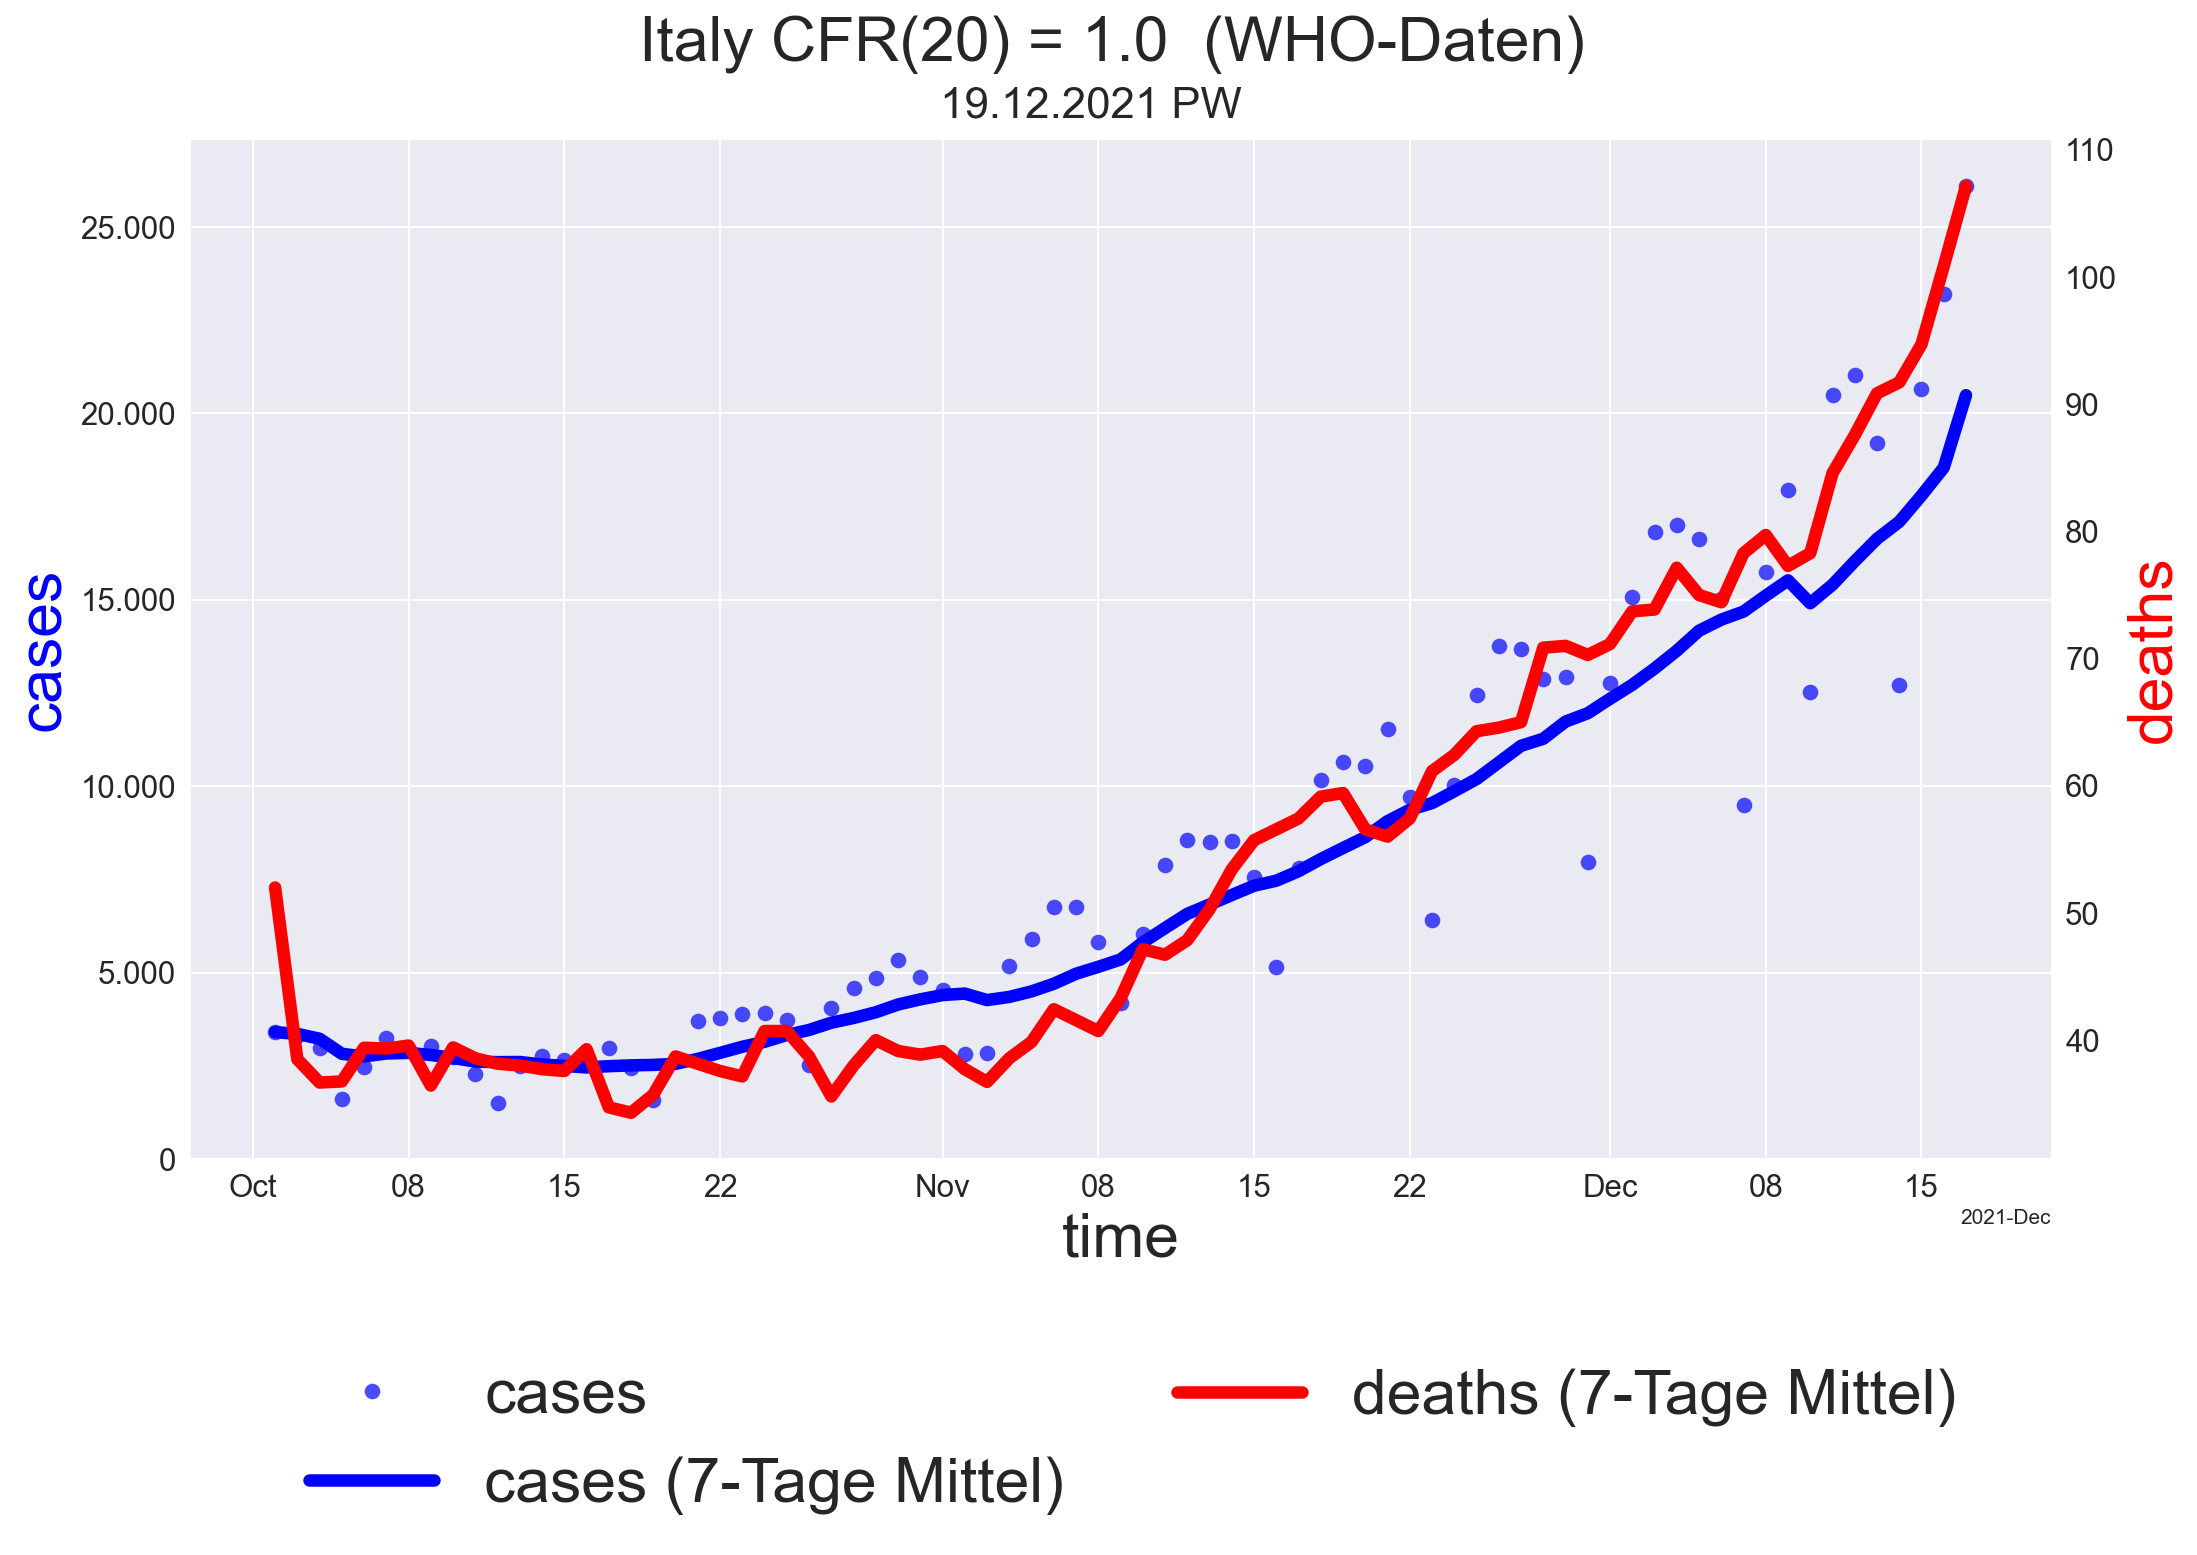 Italy CFR(20) = 1.0 (WHO-Daten)
19.12.2021 PW
110
25.000
100
20.000
90
80
15.000
cases
70
deaths
10.000
60
50
5.000
40
0
Oct 08 15 22 Nov 08 15 22 Dec 08 15
2021-Dec
time
cases
deaths (7-Tage Mittel)
cases (7-Tage Mittel)